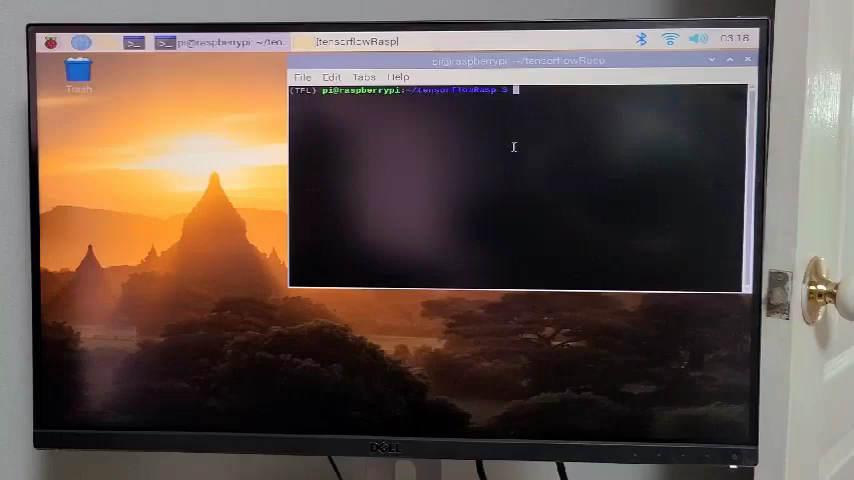 pi@raspberrypi: ~/ten.. [tensorflowRasp] 03:18
Trash
pi@raspberrypi: ~/tensorflowRasp
File Edit Tabs Help
(TFL) pi@raspberrypi:~/tensorflowRasp $
DELL